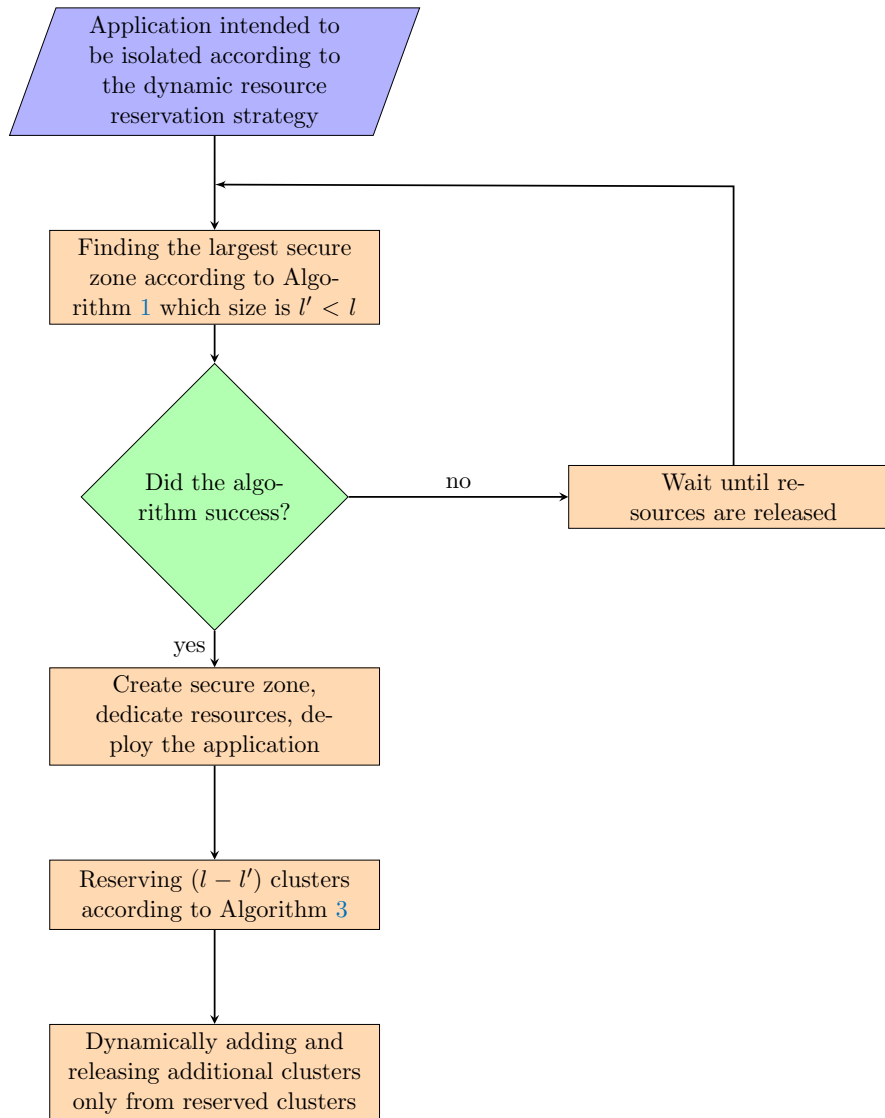 Application intended to
be isolated according to
the dynamic resource
reservation strategy
Finding the largest secure
zone according to Algo-
rithm 1 which size is l′ < l
Did the algo-
rithm success?
no
Wait until re-
sources are released
yes
Create secure zone,
dedicate resources, de-
ploy the application
Reserving (l − l′) clusters
according to Algorithm 3
Dynamically adding and
releasing additional clusters
only from reserved clusters